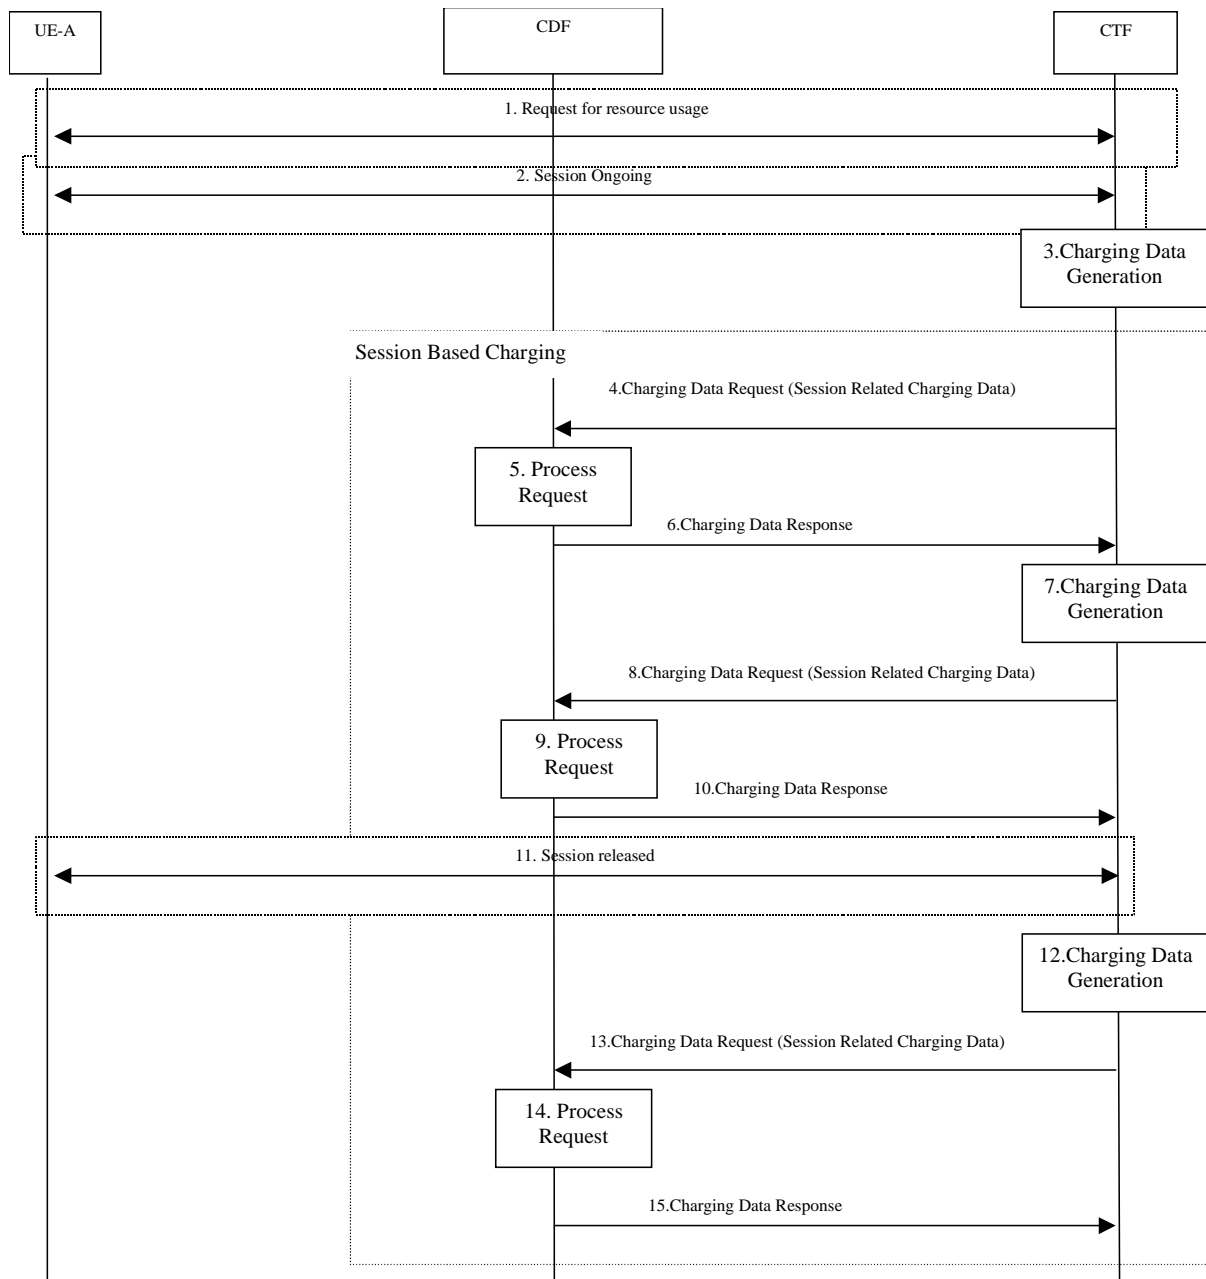 UE-A
CDF
CTF
1. Request for resource usage
2. Session Ongoing
3.Charging Data
Generation
Session Based Charging
4.Charging Data Request (Session Related Charging Data)
5. Process
Request
6.Charging Data Response
7.Charging Data
Generation
8.Charging Data Request (Session Related Charging Data)
9. Process
Request
10.Charging Data Response
11. Session released
12.Charging Data
Generation
13.Charging Data Request (Session Related Charging Data)
14. Process
Request
15.Charging Data Response